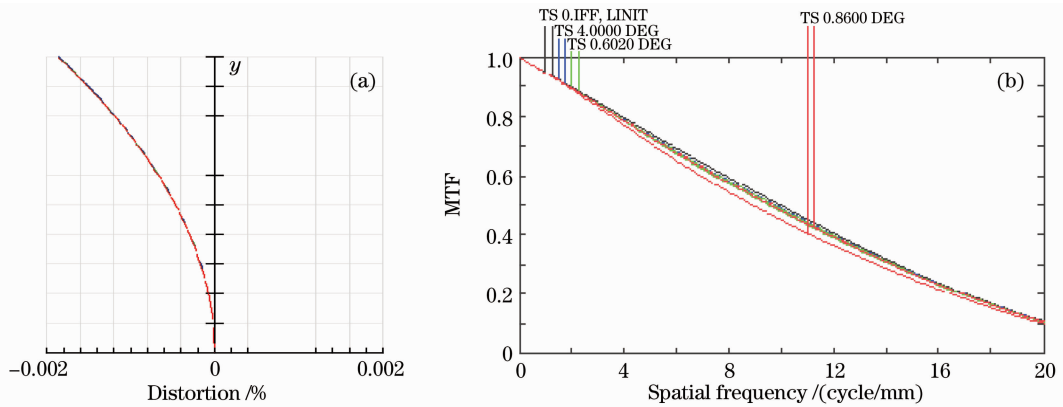 TS 0.IFF, LINIT
TS 0.8600 DEG
TS 4.0000 DEG
TS 0.6020 DEG
y
(a)
−0.002
0
0.002
Distortion /%
1.0
0.8
0.6
0.4
0.2
0
(b)
MTF
0
4
8
12
16
20
Spatial frequency /(cycle/mm)